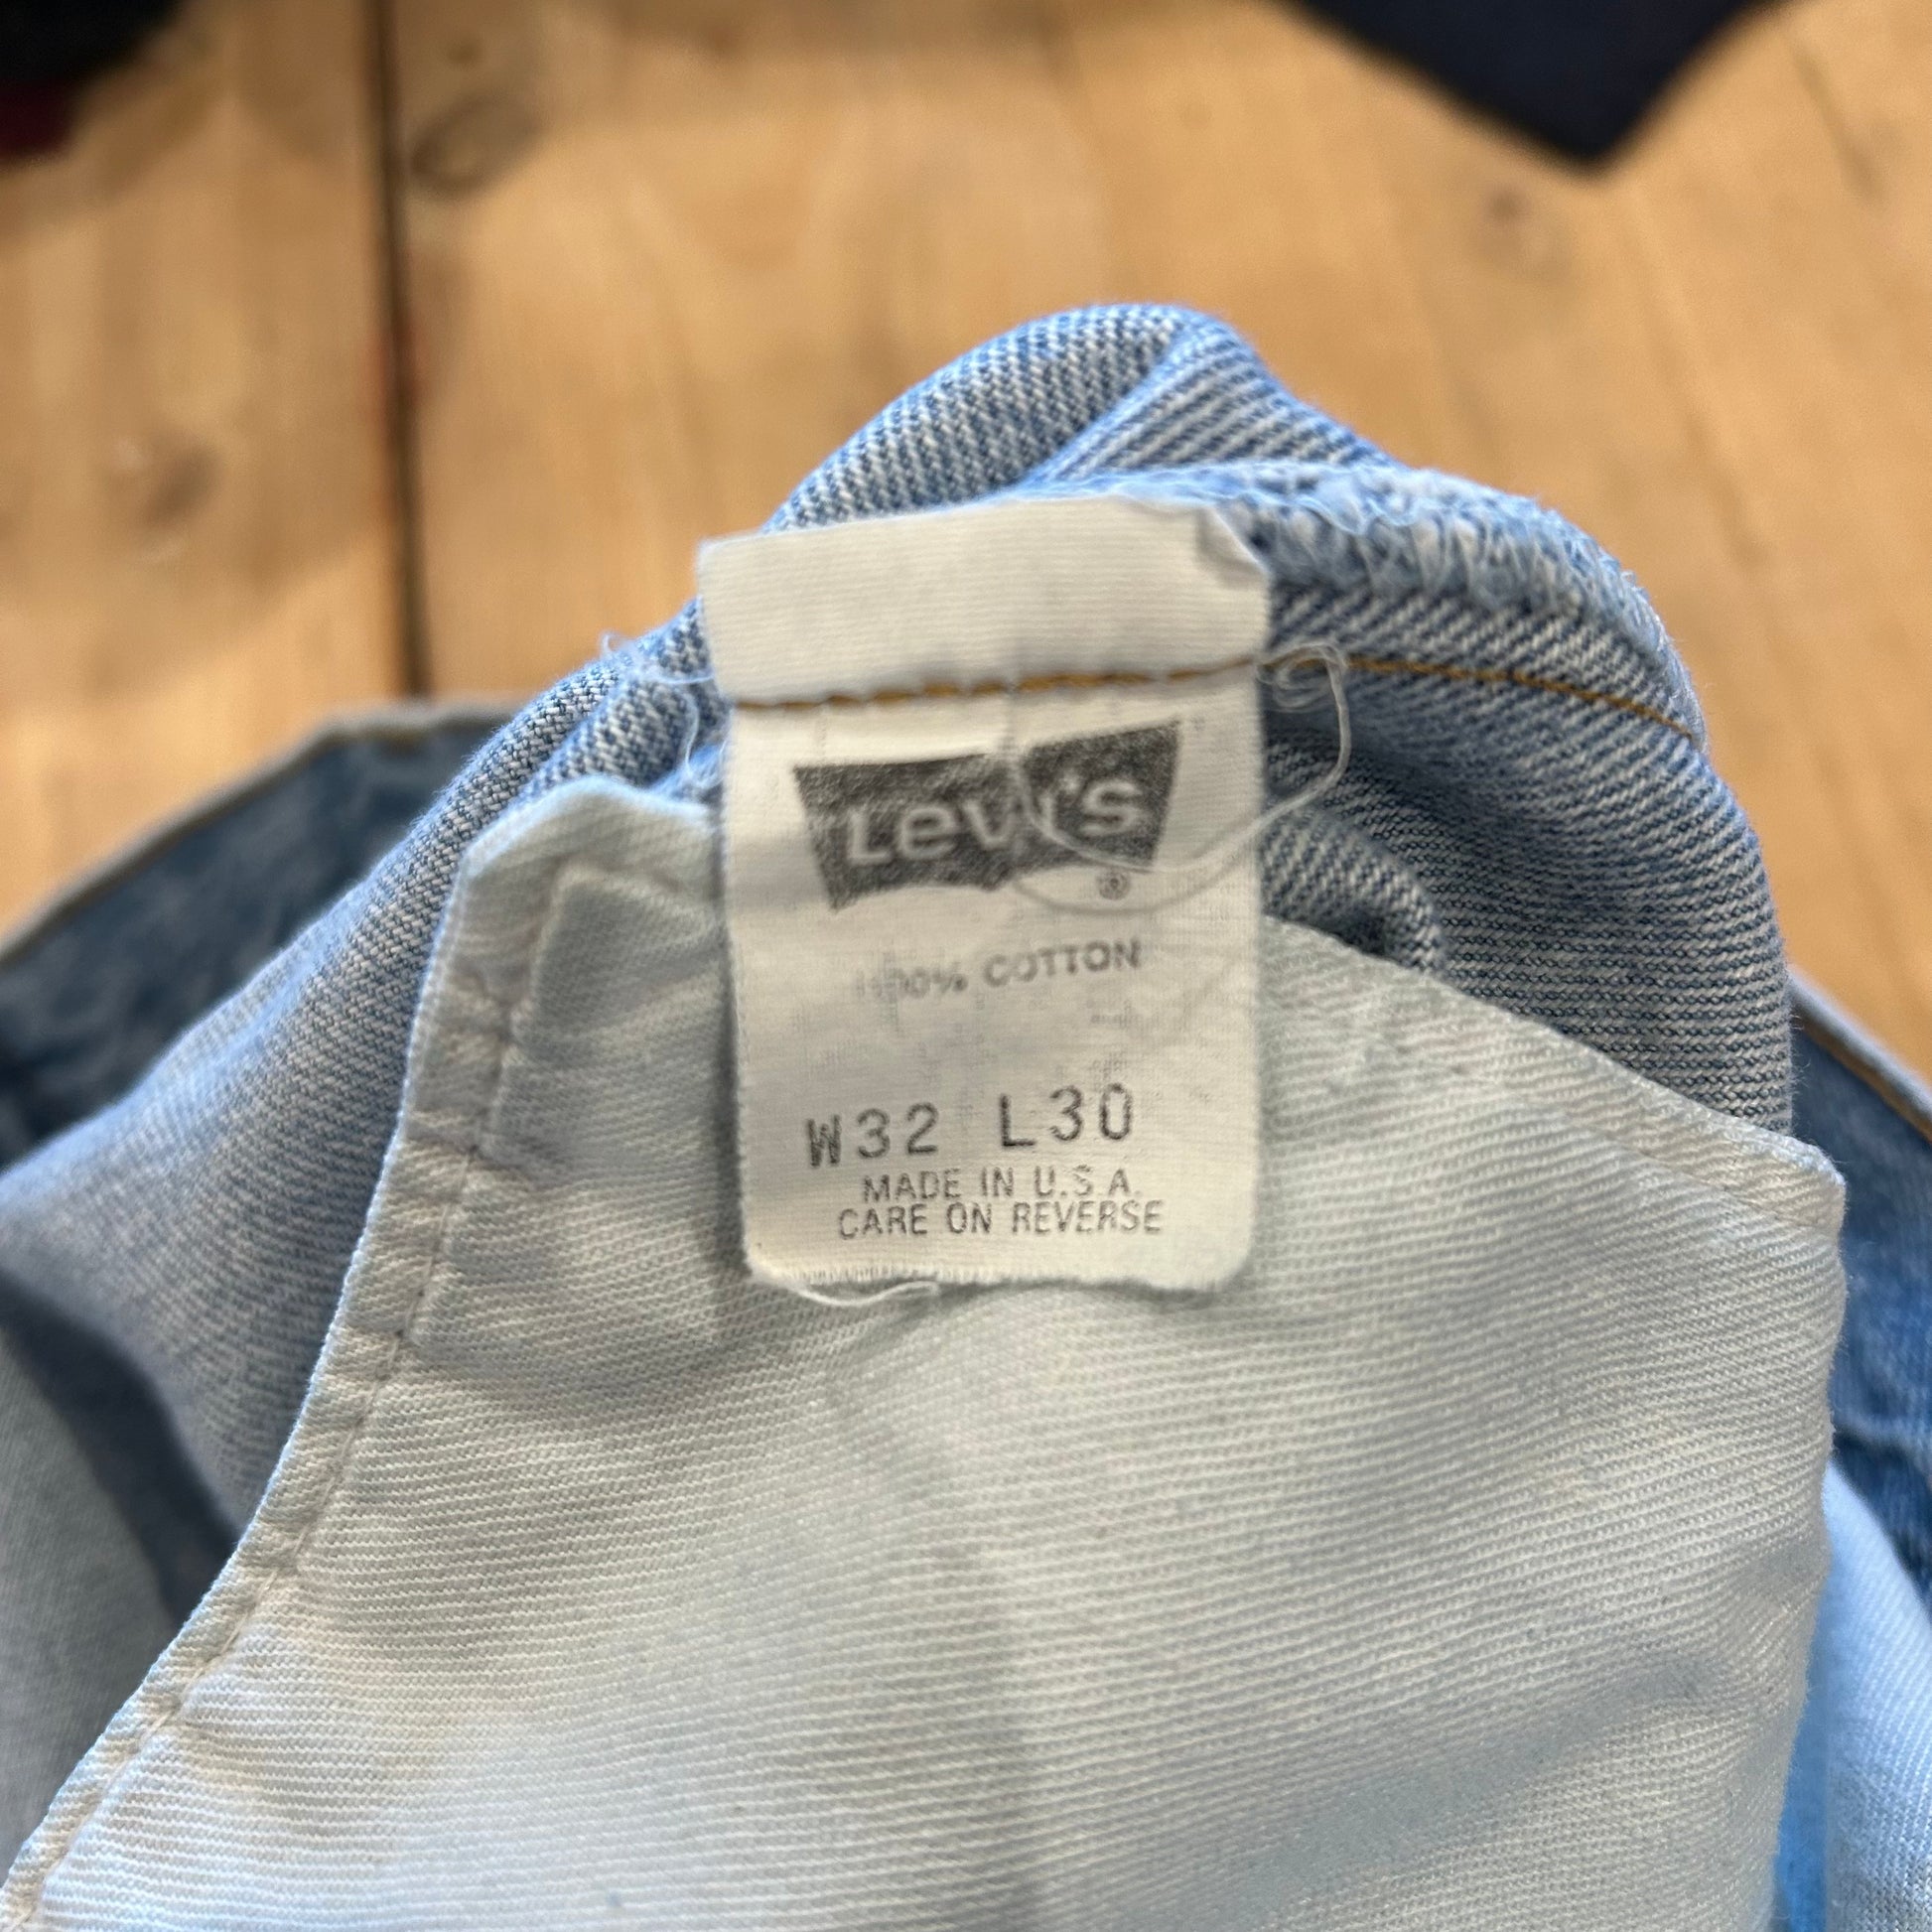 Levi's
®
100% COTTON
W32 L30
MADE IN U.S.A.
CARE ON REVERSE